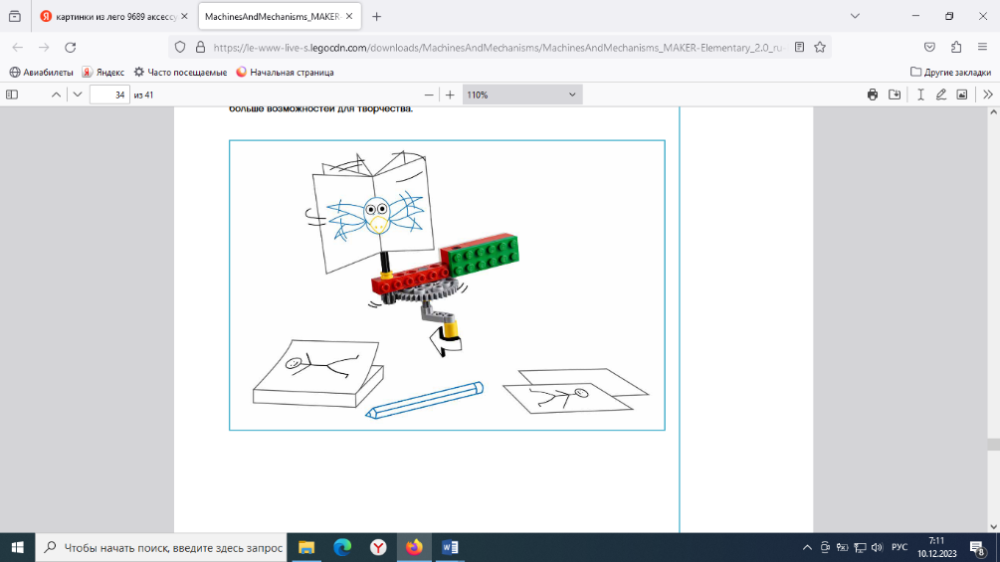 картинки из лего 9689 аксессу
MachinesAndMechanisms_MAKER-
https://le-www-live-s.legocdn.com/downloads/MachinesAndMechanisms/MachinesAndMechanisms_MAKER-Elementary_2.0_ru-
Авиабилеты
Яндекс
Часто посещаемые
Начальная страница
Другие закладки
34
из 41
110%
больше возможностей для творчества.
Чтобы начать поиск, введите здесь запрос
РУС
7:11
10.12.2023
8